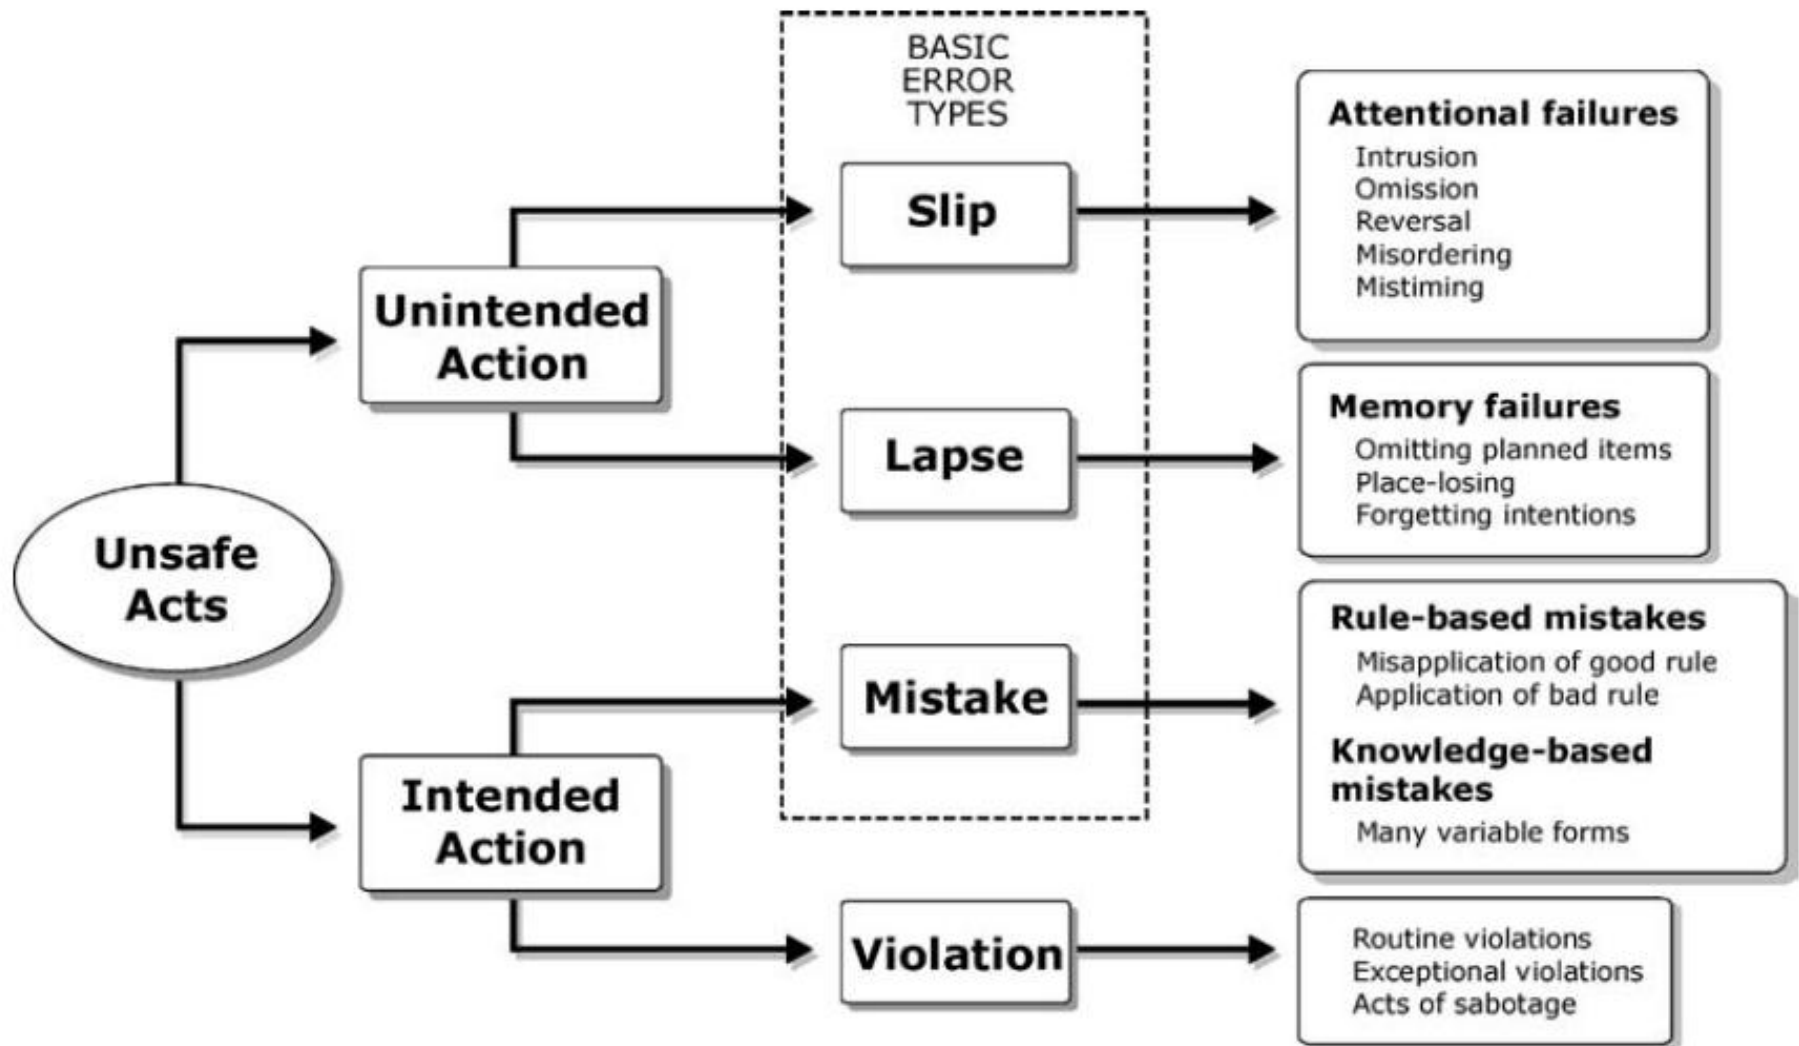 BASIC
ERROR
TYPES
Slip
Attentional failures
Intrusion
Omission
Reversal
Misordering
Mistiming
Unintended
Action
Lapse
Memory failures
Omitting planned items
Place-losing
Forgetting intentions
Unsafe
Acts
Mistake
Rule-based mistakes
Misapplication of good rule
Application of bad rule
Knowledge-based
mistakes
Many variable forms
Intended
Action
Violation
Routine violations
Exceptional violations
Acts of sabotage